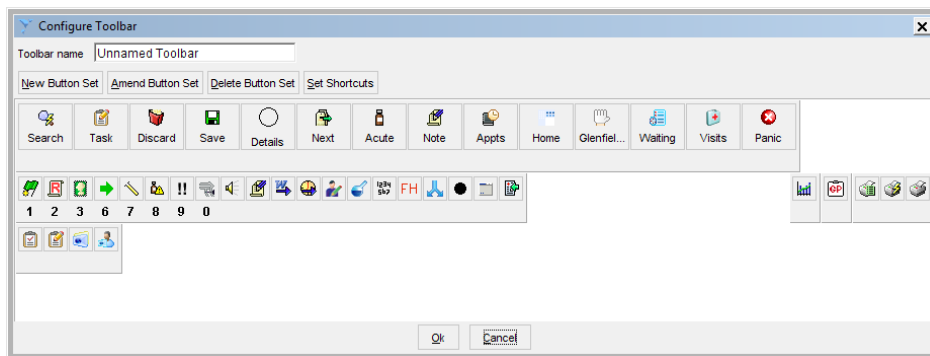 Configure Toolbar
Toolbar name Unnamed Toolbar
New Button Set Amend Button Set Delete Button Set Set Shortcuts
Search Task Discard Save Details Next Acute Note Appts Home Glenfiel... Waiting Visits Panic
R !! FH GP
1 2 3 6 7 8 9 0
Ok Cancel